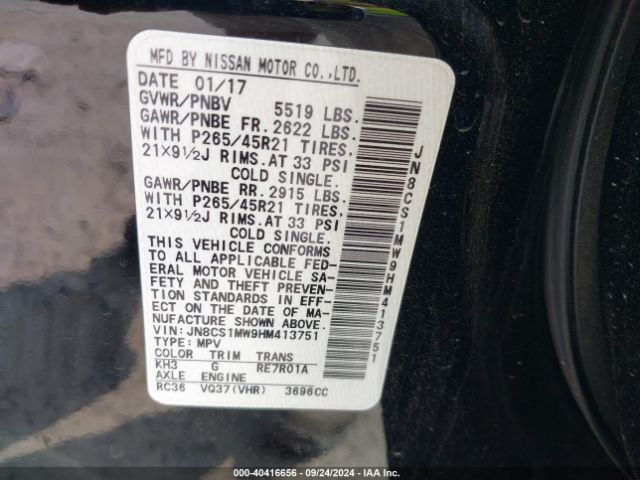 MFD BY NISSAN MOTOR CO.,LTD.
DATE 01/17
GVWR/PNBV 5519 LBS.
GAWR/PNBE FR. 2622 LBS.
WITH P265/45R21 TIRES,
21X9½J RIMS.AT 33 PSI
COLD SINGLE.
GAWR/PNBE RR. 2915 LBS.
WITH P265/45R21 TIRES,
21X9½J RIMS.AT 33 PSI
COLD SINGLE.
THIS VEHICLE CONFORMS
TO ALL APPLICABLE FED-
ERAL MOTOR VEHICLE SA-
FETY AND THEFT PREVEN-
TION STANDARDS IN EFF-
ECT ON THE DATE OF MA-
NUFACTURE SHOWN ABOVE.
VIN: JN8CS1MW9HM413751
TYPE: MPV
COLOR TRIM TRANS
KH3 G RE7R01A
AXLE ENGINE
RC36 VQ37(VHR) 3696CC
JN8CS1MW9HM413751
000-40416656 - 09/24/2024 - IAAI.COM